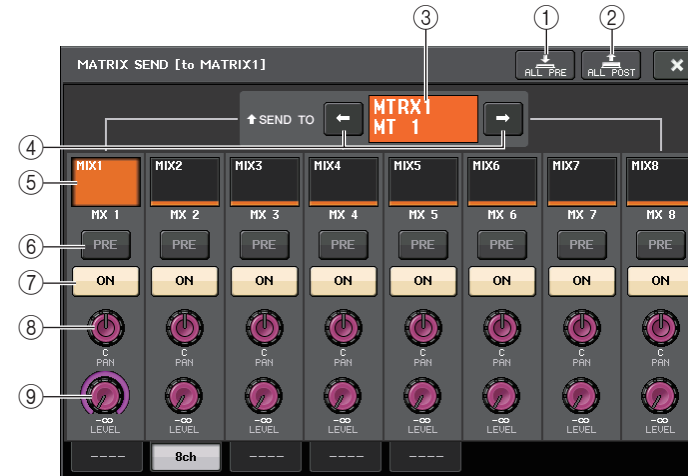 ③ ① ②
MATRIX SEND [to MATRIX1] ALL PRE ALL POST ×
SEND TO ← MTRX1 →
MT 1
④
⑤ MIX1 MIX2 MIX3 MIX4 MIX5 MIX6 MIX7 MIX8
MX 1 MX 2 MX 3 MX 4 MX 5 MX 6 MX 7 MX 8
⑥ PRE PRE PRE PRE PRE PRE PRE PRE
⑦ ON ON ON ON ON ON ON ON
⑧
C C C C C C C C
PAN PAN PAN PAN PAN PAN PAN PAN
⑨
-∞ -∞ -∞ -∞ -∞ -∞ -∞ -∞
LEVEL LEVEL LEVEL LEVEL LEVEL LEVEL LEVEL LEVEL
---- 8ch ---- ---- ----